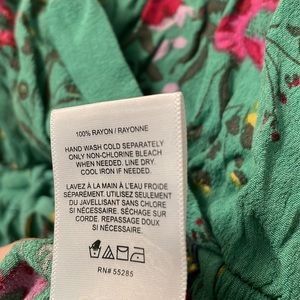 100% RAYON / RAYONNE
HAND WASH COLD SEPARATELY
ONLY NON-CHLORINE BLEACH
WHEN NEEDED. LINE DRY.
COOL IRON IF NEEDED.
LAVEZ À LA MAIN À L'EAU FROIDE
SÉPARÉMENT. UTILISEZ SEULEMENT
DU JAVELLISANT SANS CHLORE
SI NÉCESSAIRE. SÉCHAGE SUR
CORDE. REPASSAGE DOUX
SI NÉCESSAIRE.
RN# 55285